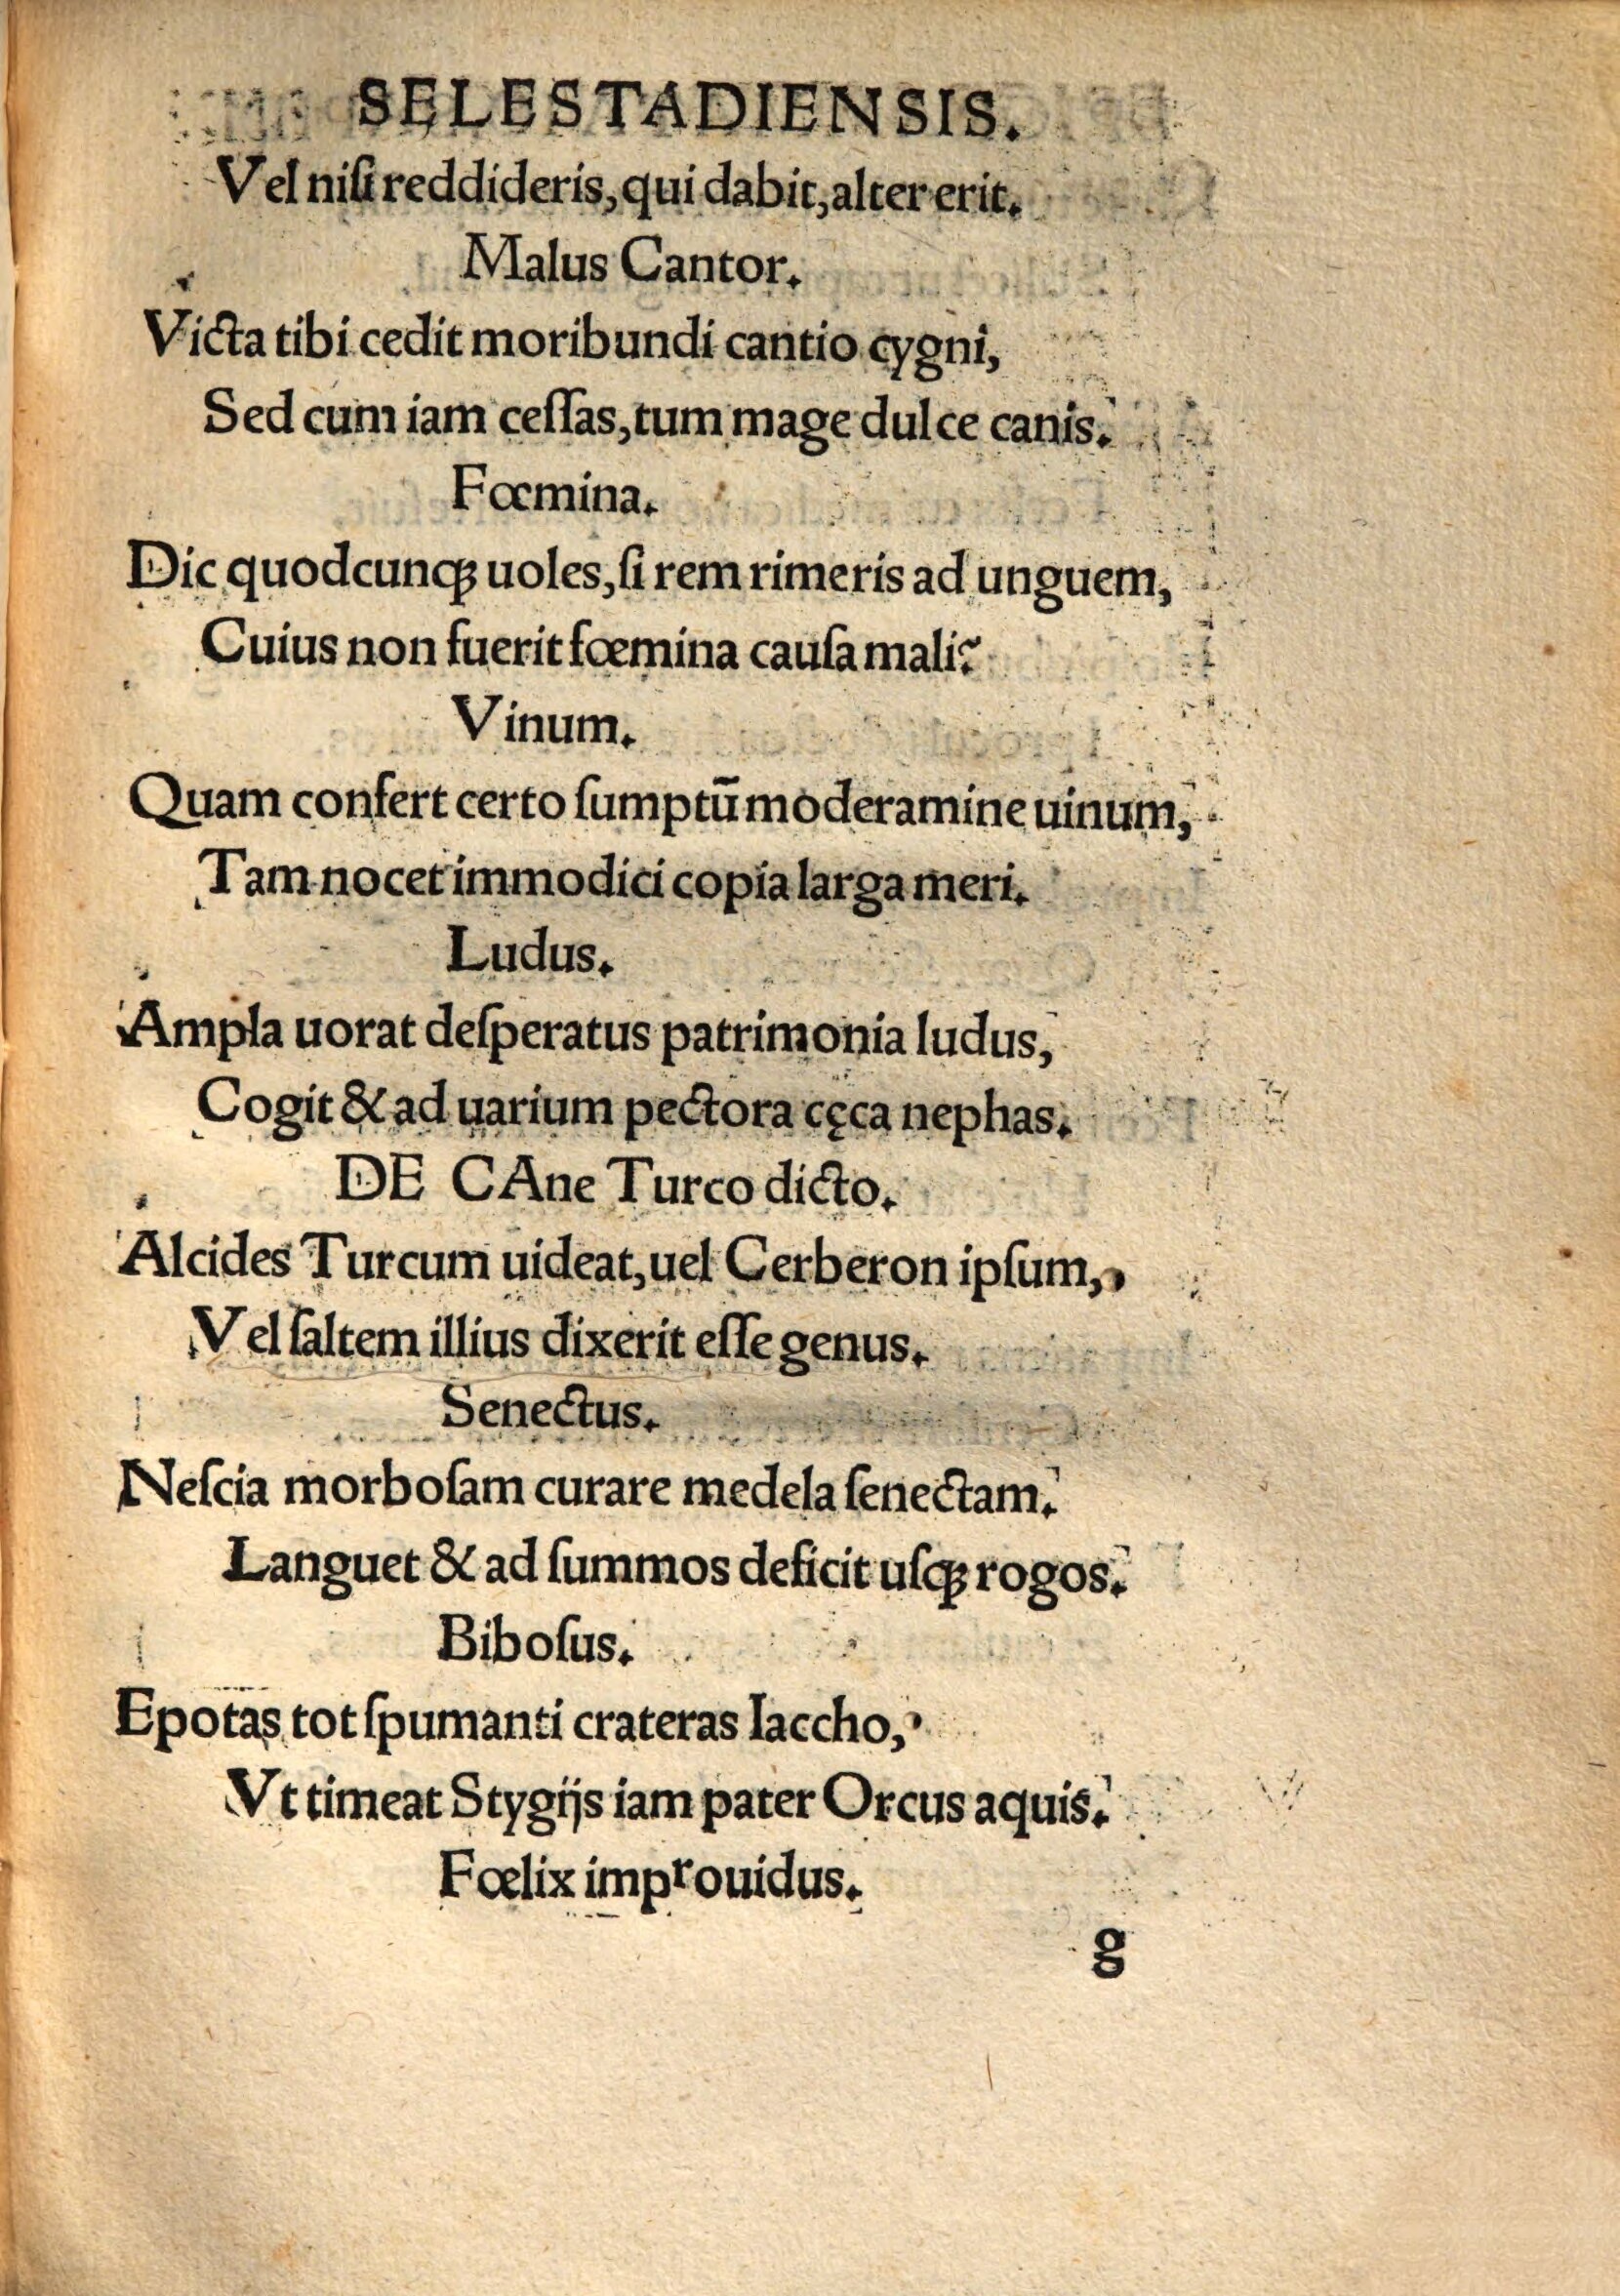 SELESTADIENSIS.
Vel niſi reddideris, qui dabit, alter erit.
Malus Cantor.
Victa tibi cedit moribundi cantio cygni,
Sed cum iam ceſſas, tum mage dulce canis.
Fœmina.
Dic quodcunqꝫ uoles, ſi rem rimeris ad unguem,
Cuius non fuerit fœmina cauſa mali?
Vinum.
Quam confert certo ſumptū moderamine uinum,
Tam nocet immodici copia larga meri.
Ludus.
Ampla uorat deſperatus patrimonia ludus,
Cogit & ad uarium pectora cęca nephas.
DE CAne Turco dicto.
Alcides Turcum uideat, uel Cerberon ipſum,
Vel ſaltem illius dixerit eſſe genus.
Senectus.
Neſcia morboſam curare medela ſenectam.
Languet & ad ſummos deficit uſqꝫ rogos.
Biboſus.
Epotas tot ſpumanti crateras Iaccho,
Vt timeat Stygijs iam pater Orcus aquis.
Fœlix improuidus.
g